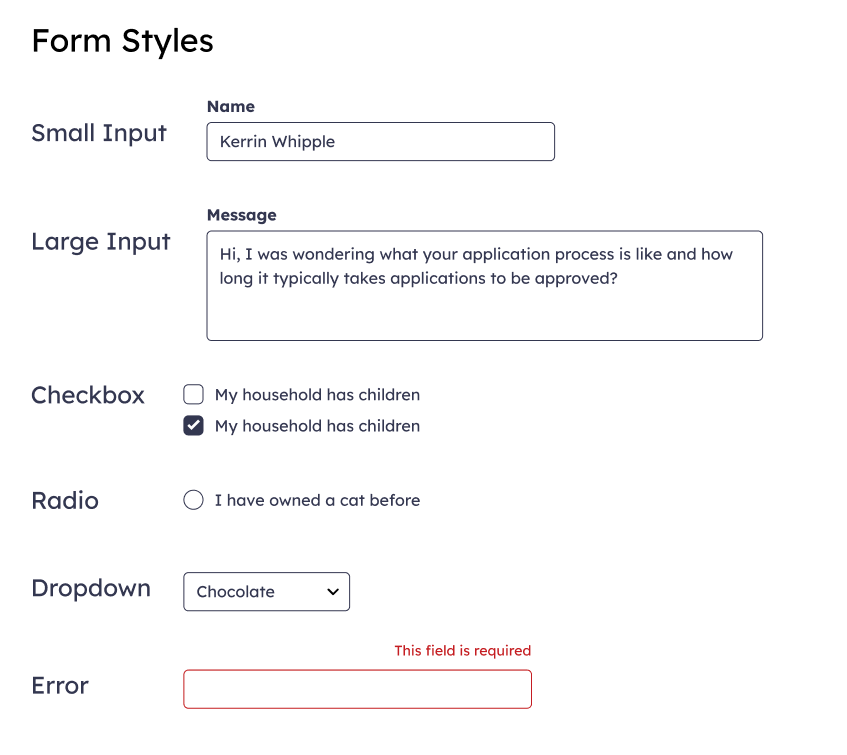 Form Styles
Small Input
Name
Kerrin Whipple
Large Input
Message
Hi, I was wondering what your application process is like and how
long it typically takes applications to be approved?
Checkbox
My household has children
My household has children
Radio
I have owned a cat before
Dropdown
Chocolate
This field is required
Error